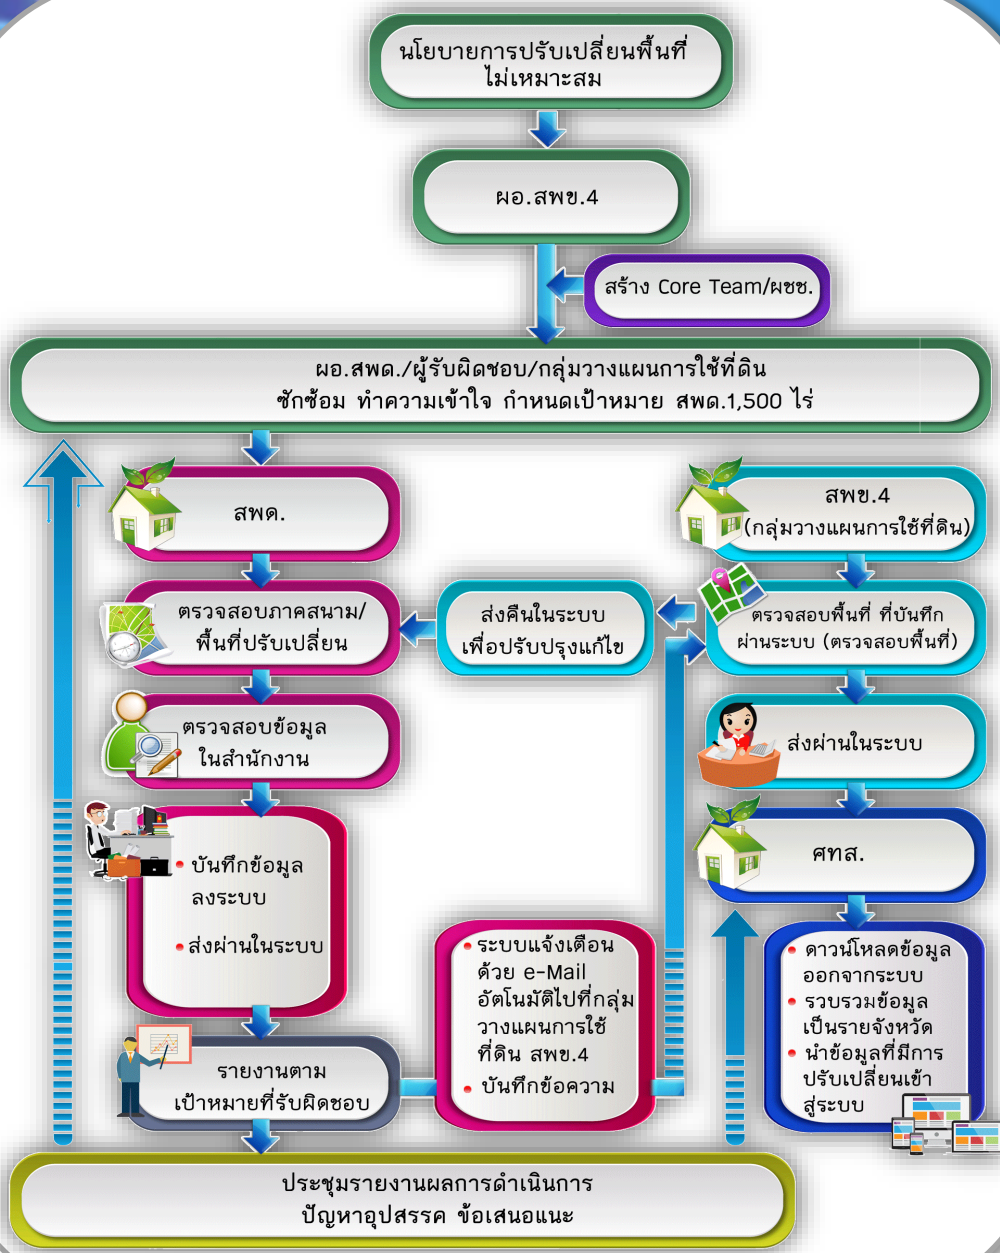 นโยบายการปรับเปลี่ยนพื้นที่
ไม่เหมาะสม
ผอ.สพข.4
สร้าง Core Team/ผชช.
ผอ.สพด./ผู้รับผิดชอบ/กลุ่มวางแผนการใช้ที่ดิน
ซักซ้อม ทำความเข้าใจ กำหนดเป้าหมาย สพด.1,500 ไร่
สพด.
ตรวจสอบภาคสนาม/
พื้นที่ปรับเปลี่ยน
ตรวจสอบข้อมูล
ในสำนักงาน
• บันทึกข้อมูล
ลงระบบ
• ส่งผ่านในระบบ
รายงานตาม
เป้าหมายที่รับผิดชอบ
• ระบบแจ้งเตือน
ด้วย e-Mail
อัตโนมัติไปที่กลุ่ม
วางแผนการใช้
ที่ดิน สพข.4
• บันทึกข้อความ
ส่งคืนในระบบ
เพื่อปรับปรุงแก้ไข
สพข.4
(กลุ่มวางแผนการใช้ที่ดิน)
ตรวจสอบพื้นที่ ที่บันทึก
ผ่านระบบ (ตรวจสอบพื้นที่)
ส่งผ่านในระบบ
ศทส.
• ดาวน์โหลดข้อมูล
ออกจากระบบ
• รวบรวมข้อมูล
เป็นรายจังหวัด
• นำข้อมูลที่มีการ
ปรับเปลี่ยนเข้า
สู่ระบบ
ประชุมรายงานผลการดำเนินการ
ปัญหาอุปสรรค ข้อเสนอแนะ